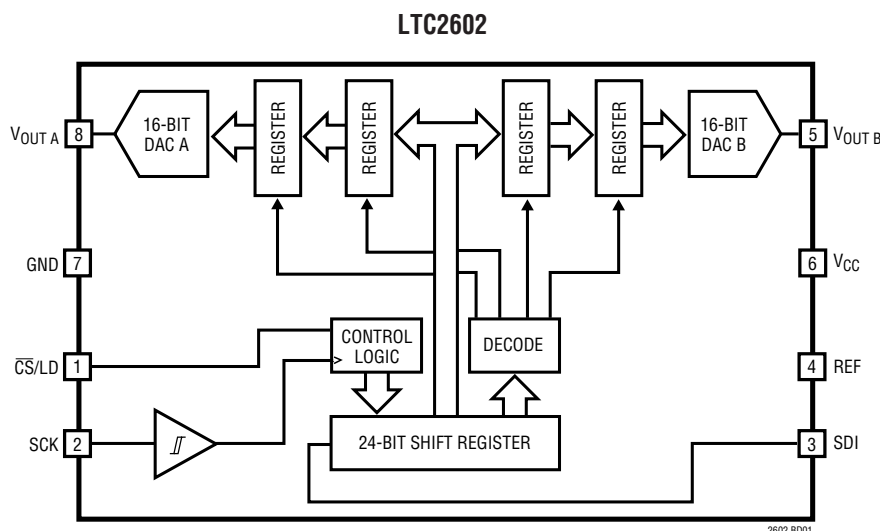 LTC2602
16-BIT
DAC A
REGISTER
REGISTER
REGISTER
REGISTER
16-BIT
DAC B
VOUT A
8
5
VOUT B
GND
7
6
VCC
CS/LD
1
CONTROL
LOGIC
DECODE
4
REF
SCK
2
24-BIT SHIFT REGISTER
3
SDI
2602 BD01